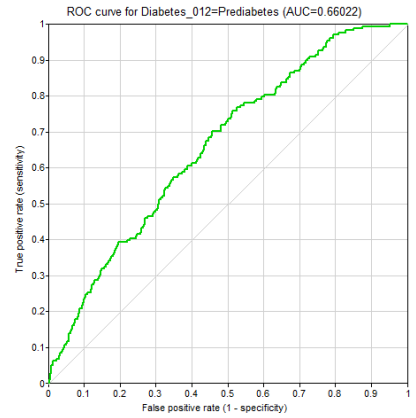 ROC curve for Diabetes_012=Prediabetes (AUC=0.66022)
True positive rate (sensitivity)
1
0.9
0.8
0.7
0.6
0.5
0.4
0.3
0.2
0.1
0
0 0.1 0.2 0.3 0.4 0.5 0.6 0.7 0.8 0.9 1
False positive rate (1 - specificity)